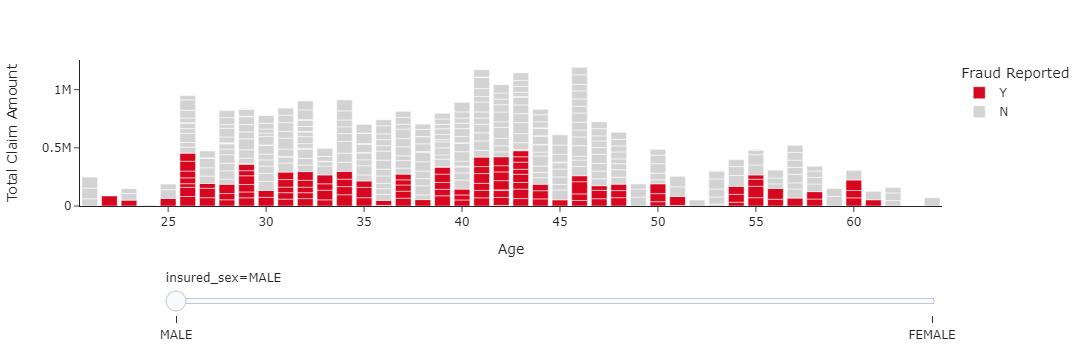 Total Claim Amount
1M
0.5M
0
25
30
35
40
45
50
55
60
Age
Fraud Reported
Y
N
insured_sex=MALE
MALE
FEMALE